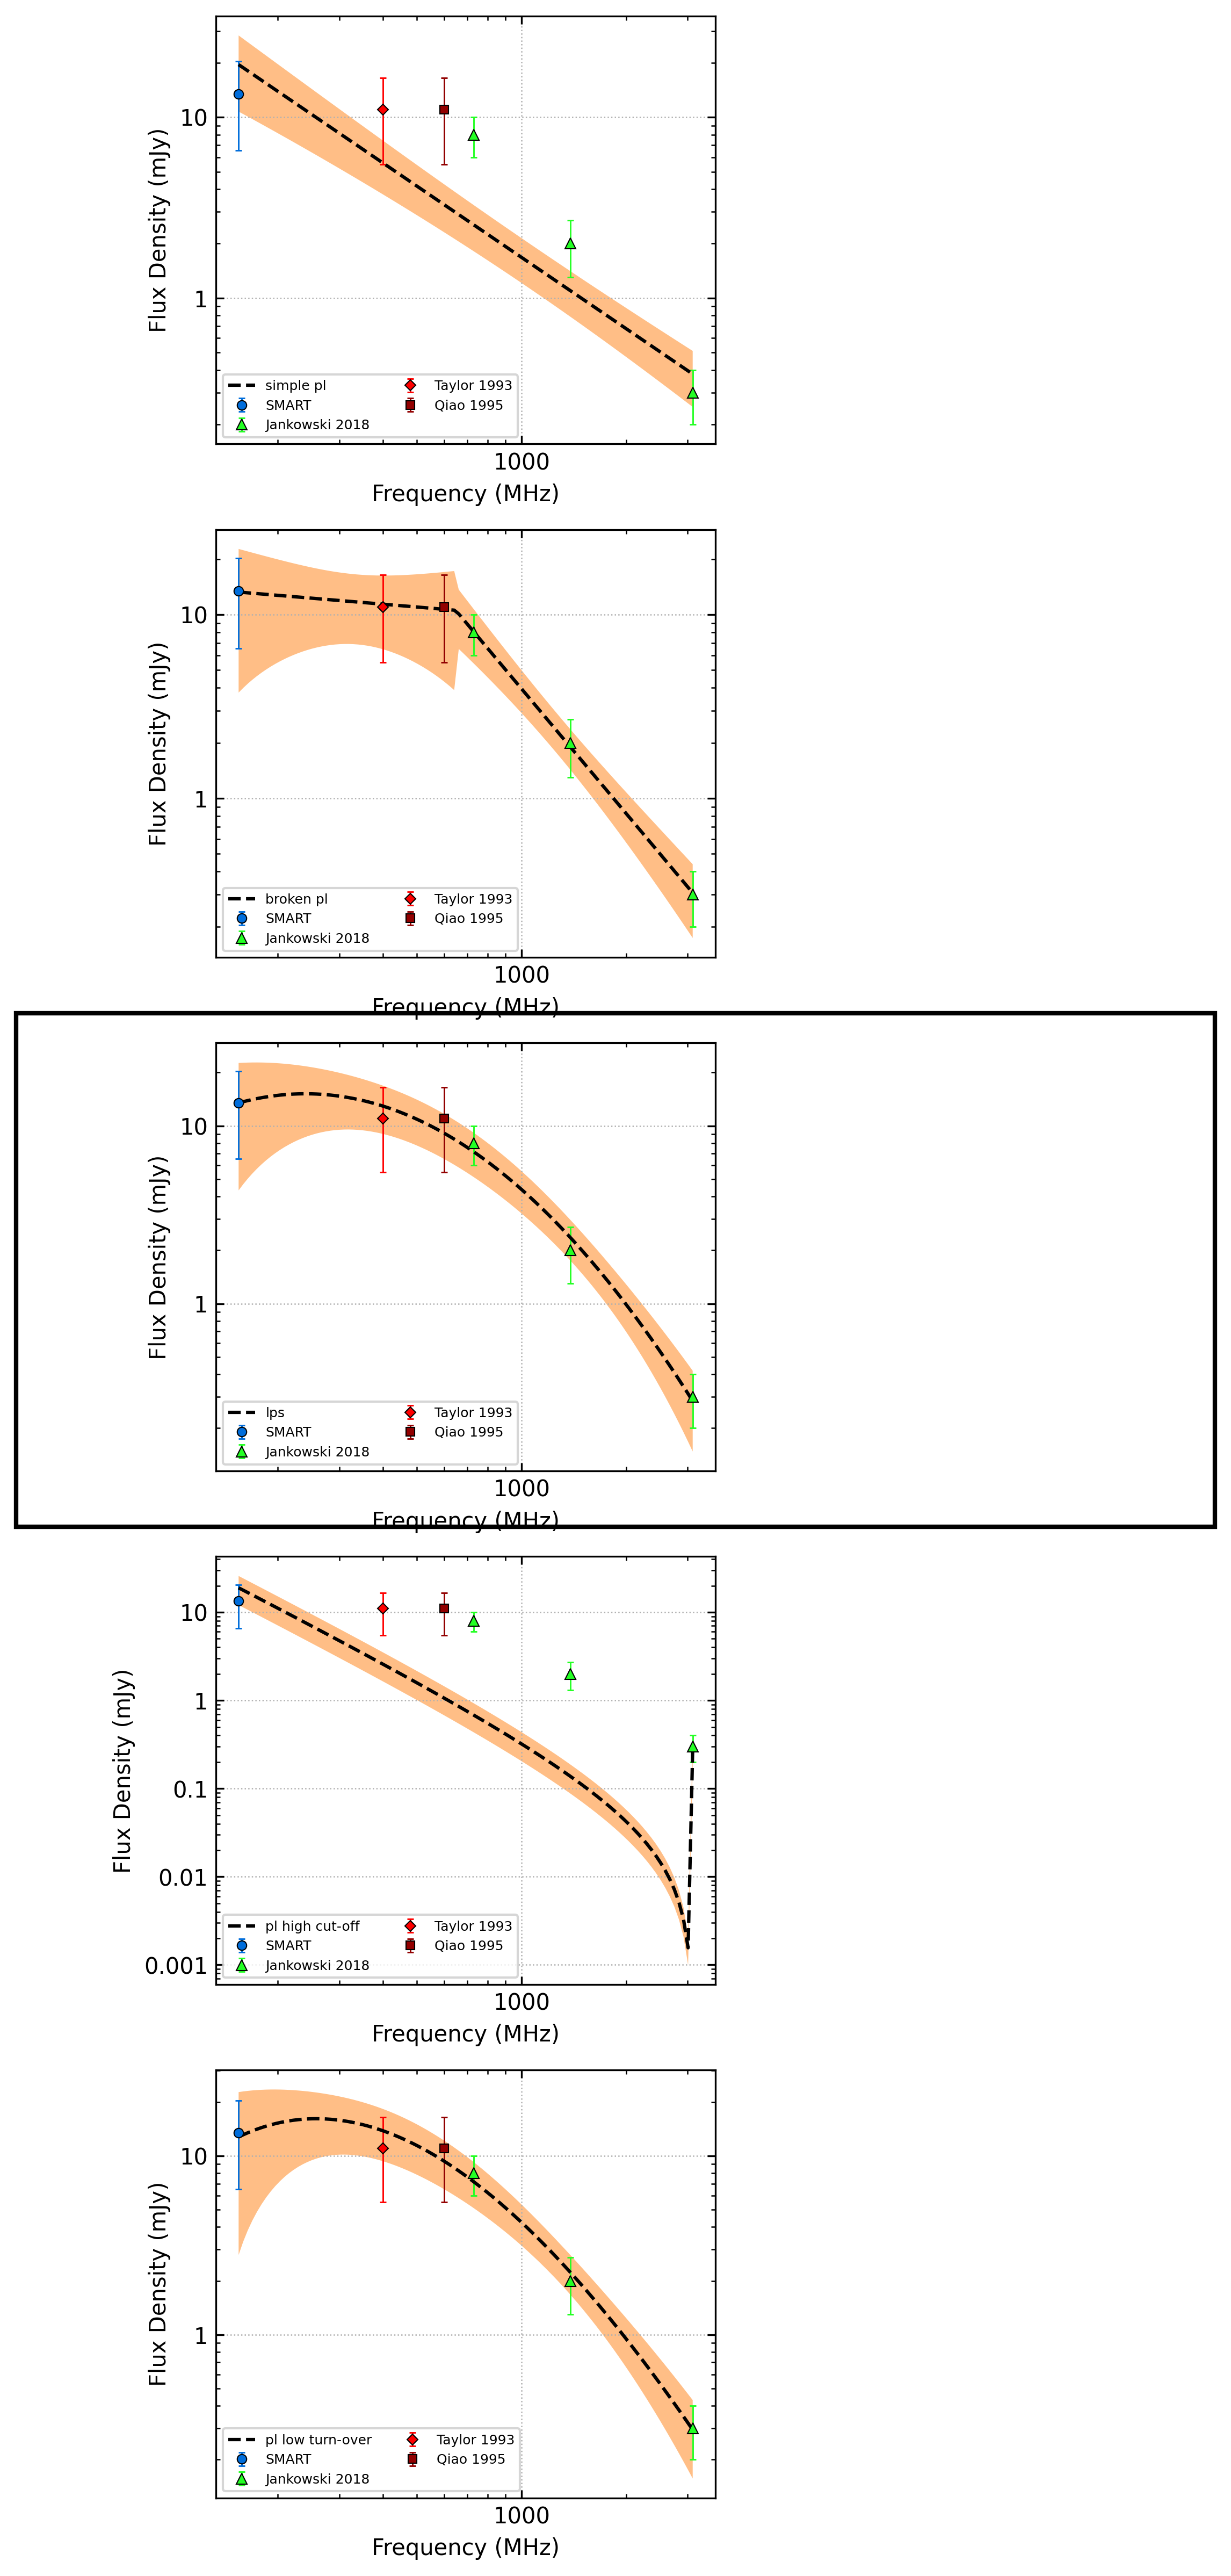 10
1
Flux Density (mJy)
simple pl
SMART
Jankowski 2018
Taylor 1993
Qiao 1995
1000
Frequency (MHz)
10
1
Flux Density (mJy)
broken pl
SMART
Jankowski 2018
Taylor 1993
Qiao 1995
1000
Frequency (MHz)
10
1
Flux Density (mJy)
lps
SMART
Jankowski 2018
Taylor 1993
Qiao 1995
1000
Frequency (MHz)
10
1
0.1
0.01
0.001
Flux Density (mJy)
pl high cut-off
SMART
Jankowski 2018
Taylor 1993
Qiao 1995
1000
Frequency (MHz)
10
1
Flux Density (mJy)
pl low turn-over
SMART
Jankowski 2018
Taylor 1993
Qiao 1995
1000
Frequency (MHz)